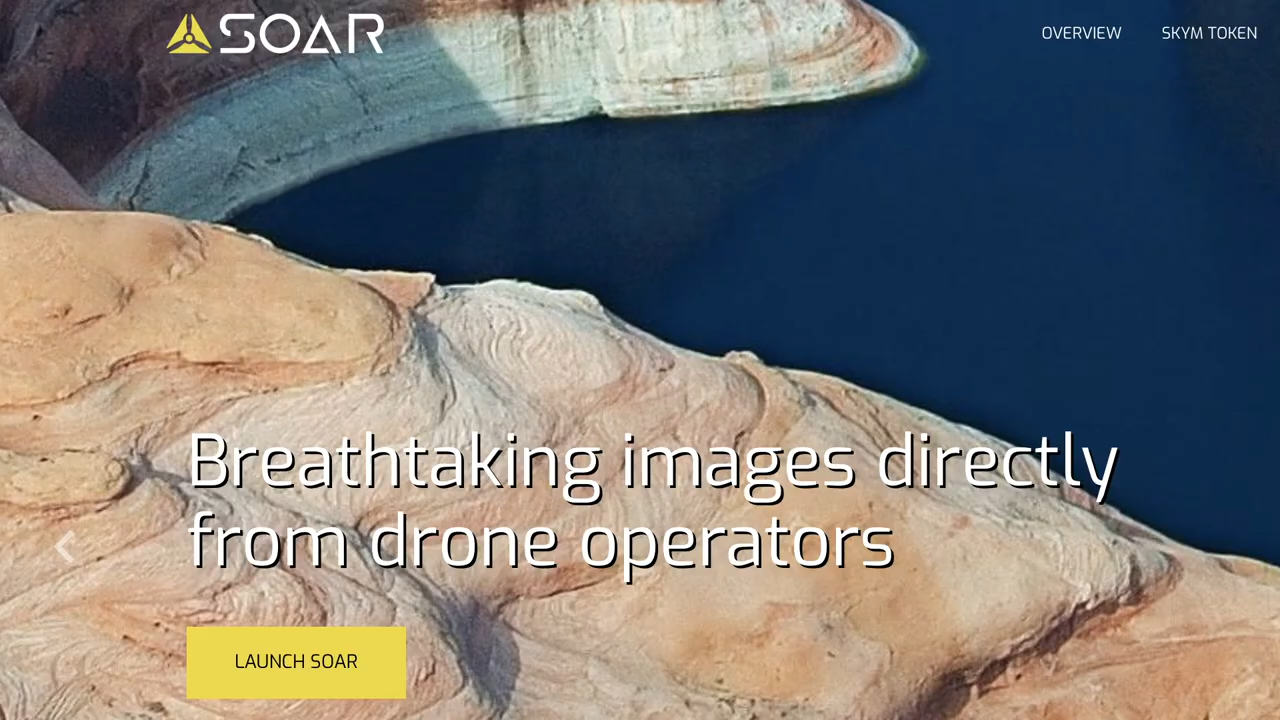 SOAR
OVERVIEW
SKYM TOKEN
Breathtaking images directly
from drone operators
LAUNCH SOAR